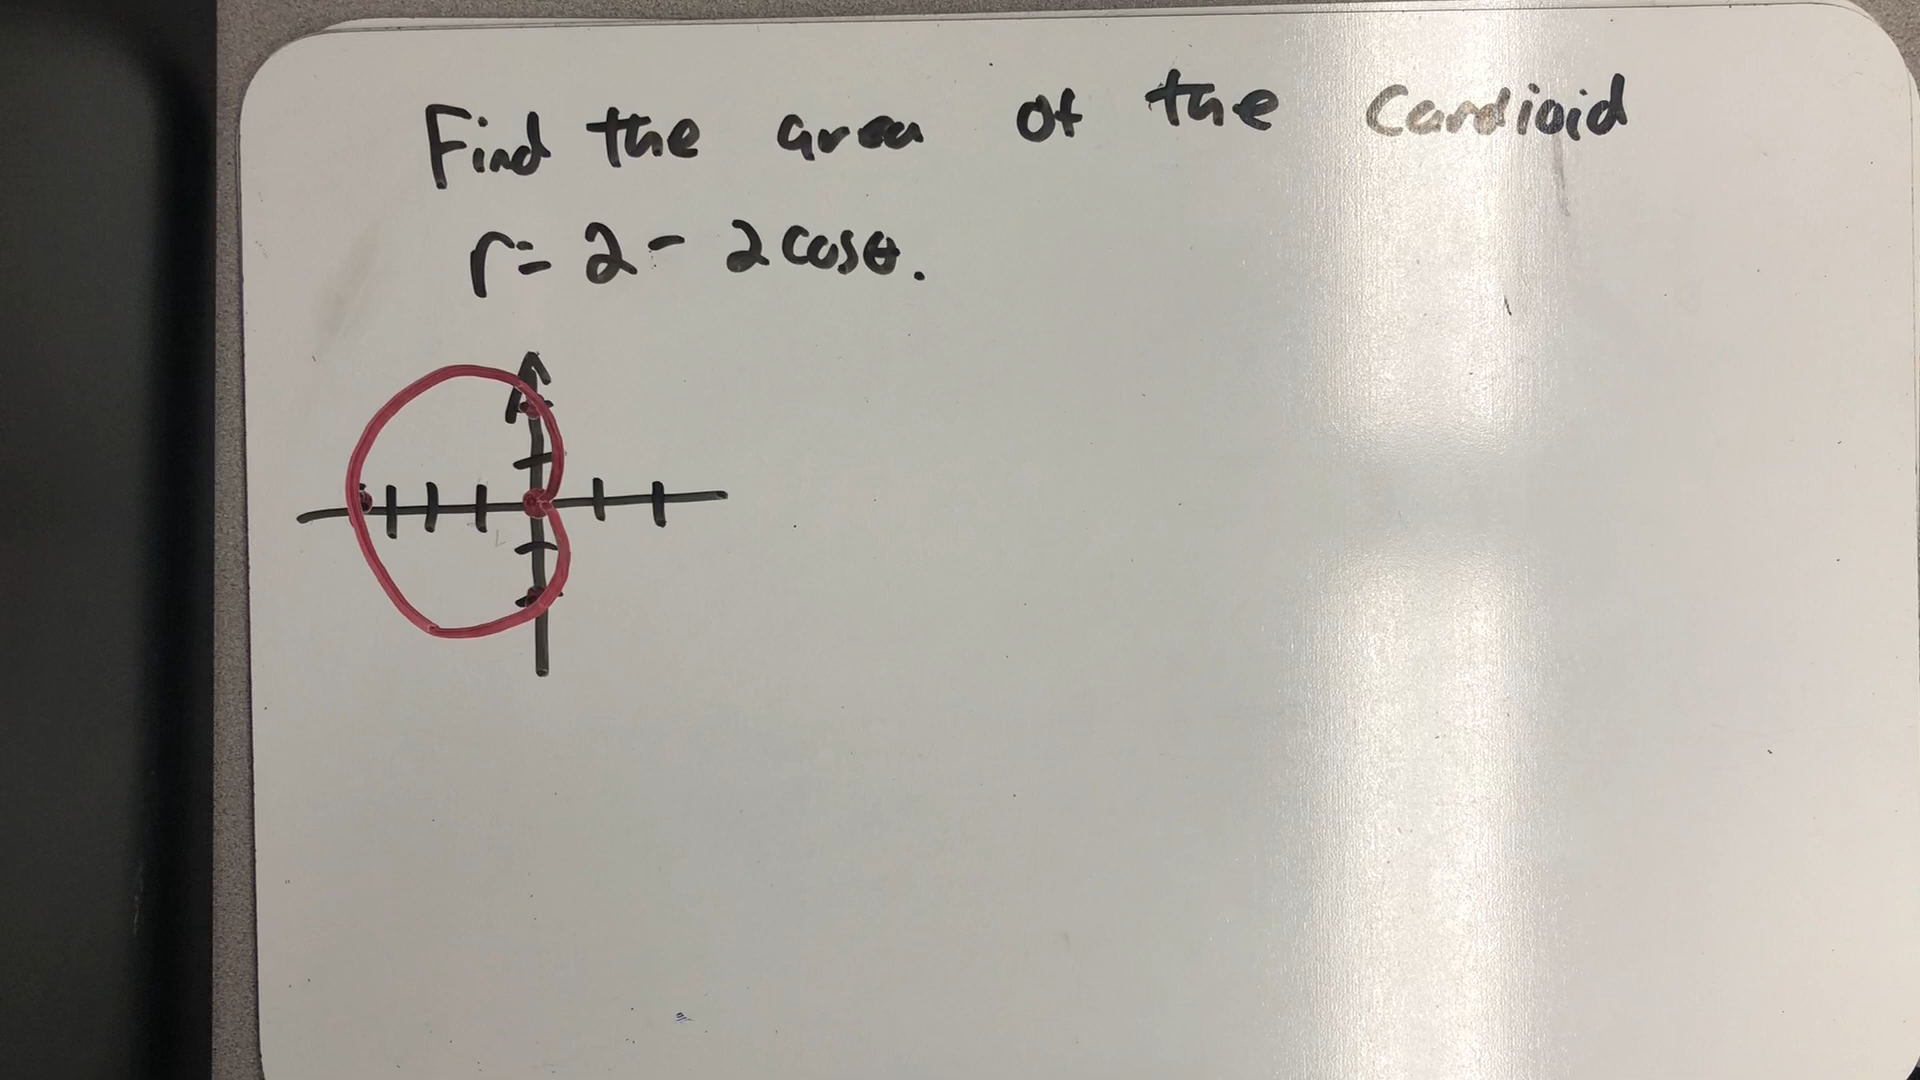 Find the area of the Cardioid
r = 2 - 2cosθ.